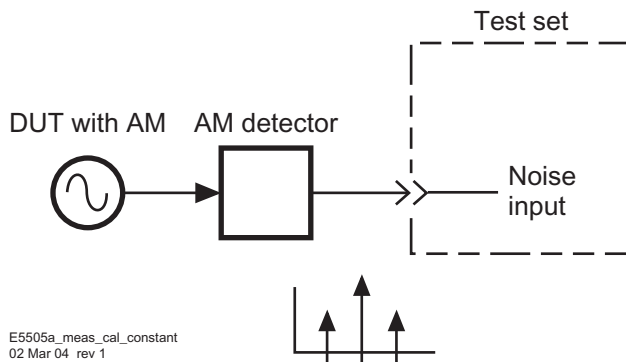 Test set
DUT with AM
AM detector
Noise
input
E5505a_meas_cal_constant
02 Mar 04 rev 1